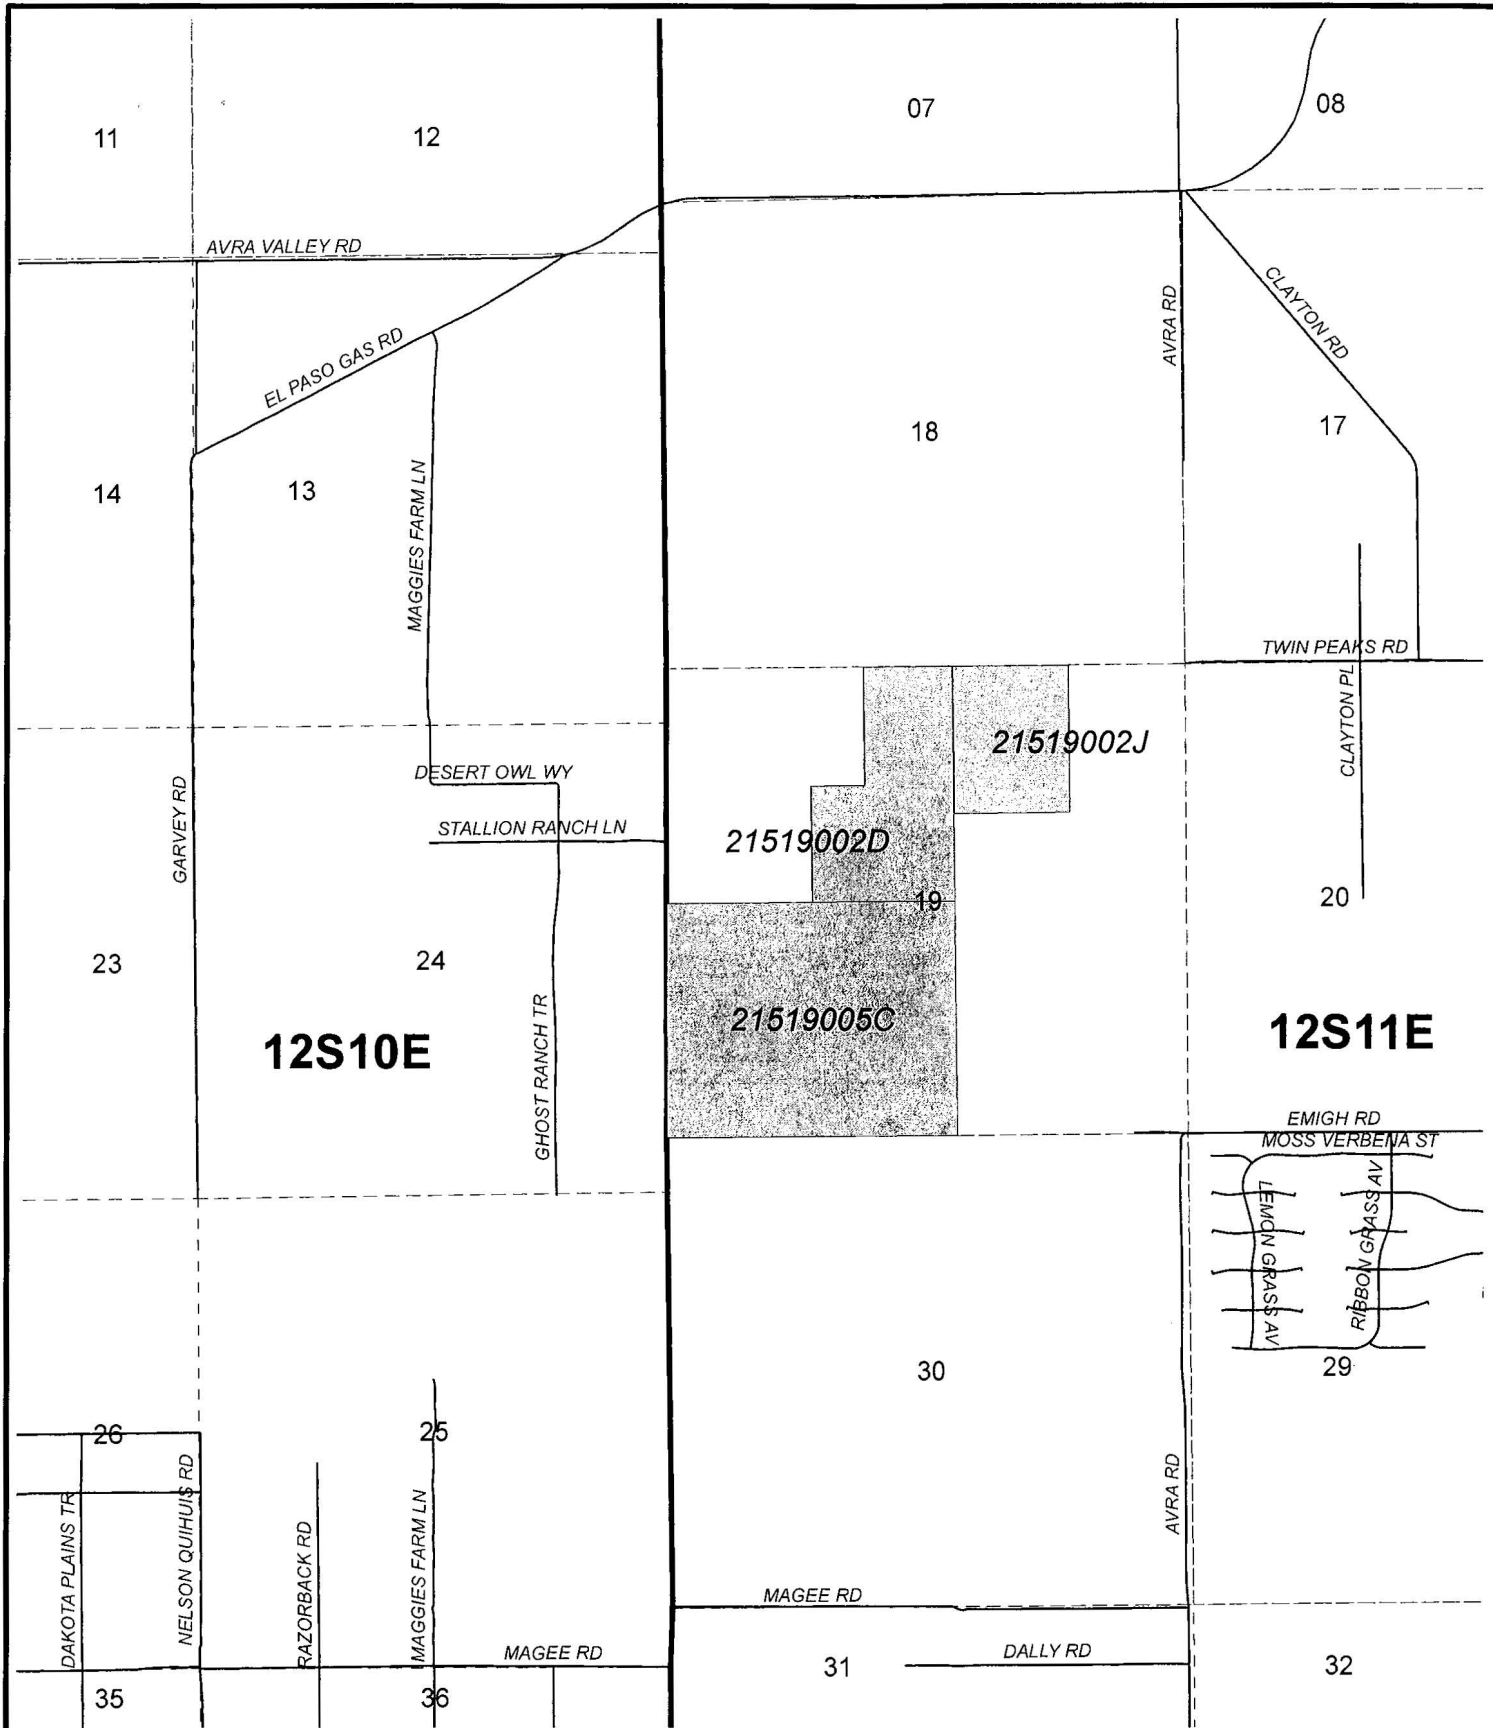 07
08
11
12
AVRA VALLEY RD
CLAYTON RD
AVRA RD
EL PASO GAS RD
18
17
14
13
MAGGIES FARM LN
TWIN PEAKS RD
CLAYTON PL
21519002J
DESERT OWL WY
GARVEY RD
STALLION RANCH LN
21519002D
19
20
23
24
21519005C
12S10E
12S11E
GHOST RANCH TR
EMIGH RD
MOSS VERBENA ST
LEMON GRASS AV
RIBBON GRASS AV
30
29
26
25
DAKOTA PLAINS TR
NELSON QUIHUIS RD
RAZORBACK RD
MAGGIES FARM LN
AVRA RD
MAGEE RD
MAGEE RD
DALLY RD
31
32
35
36